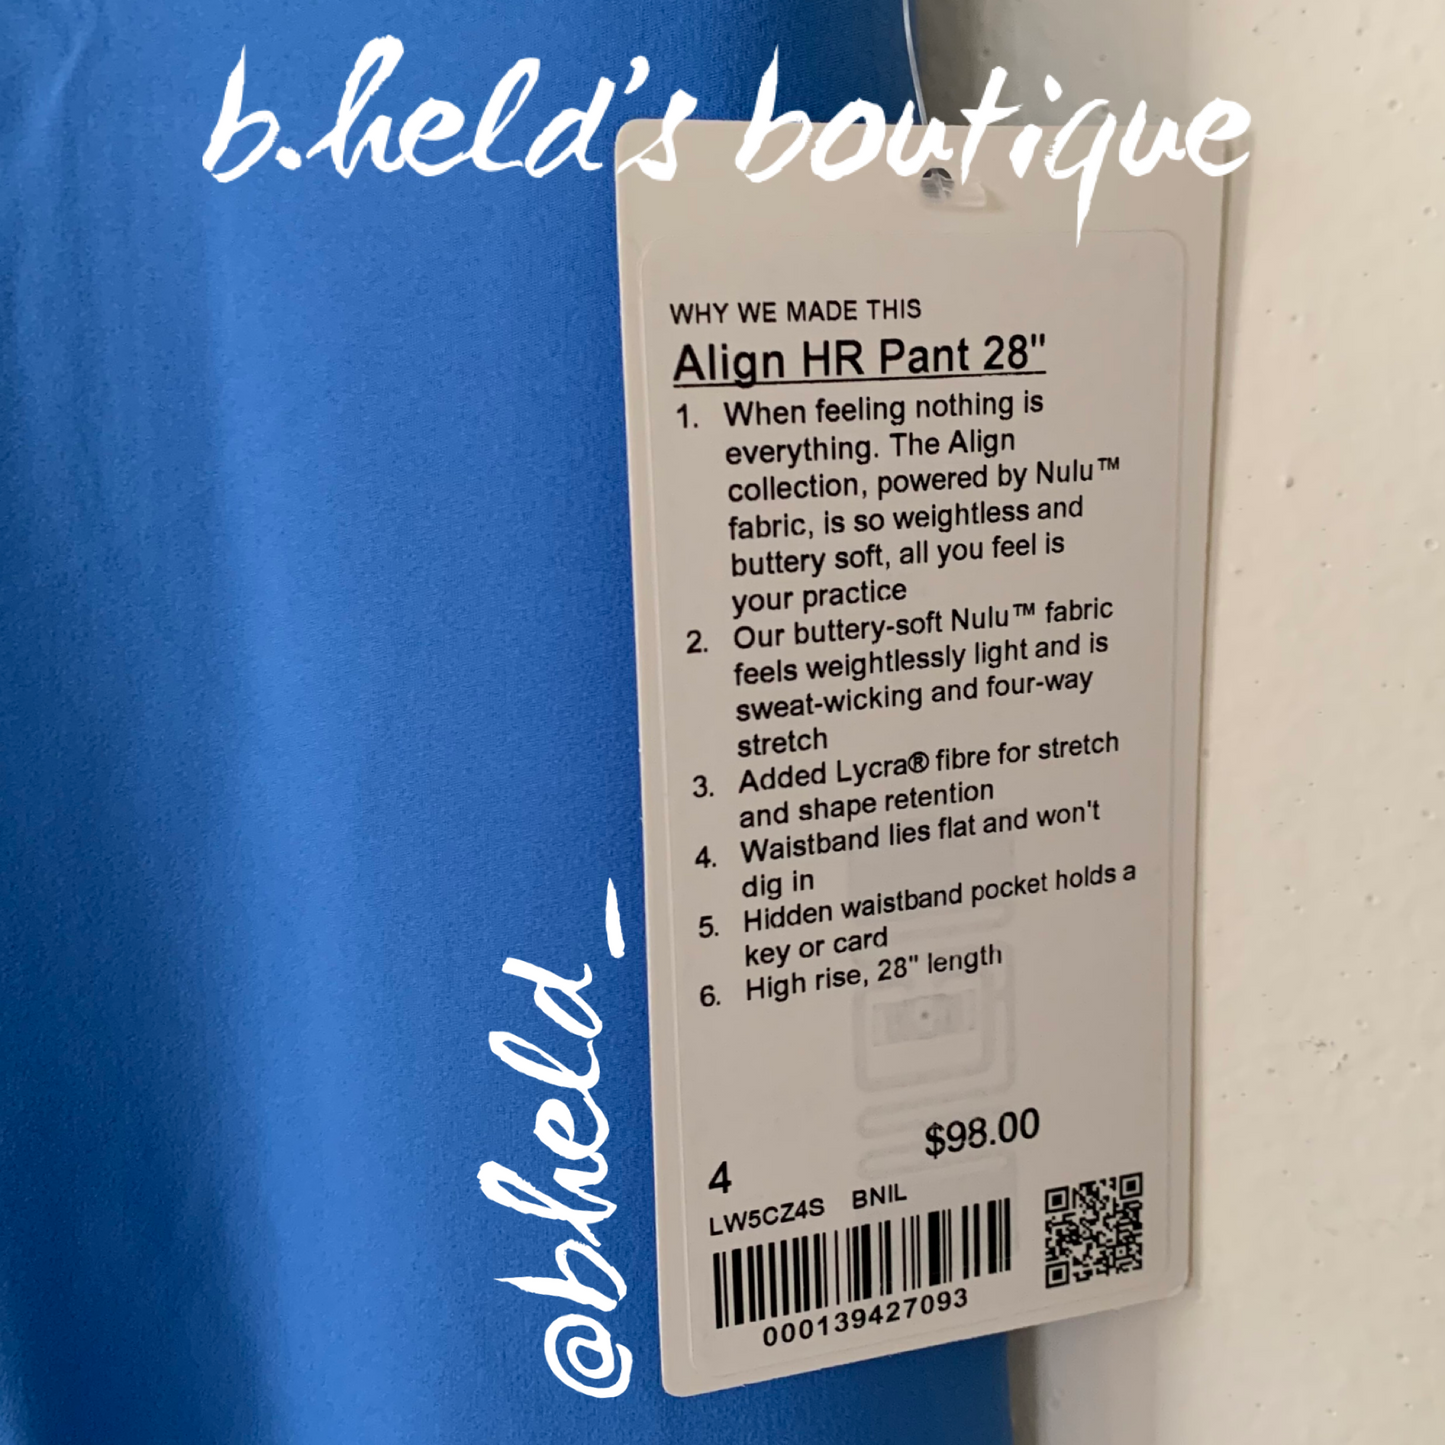 b.held's boutique
WHY WE MADE THIS
Align HR Pant 28"
1. When feeling nothing is
everything. The Align
collection, powered by Nulu™
fabric, is so weightless and
buttery soft, all you feel is
your practice
2. Our buttery-soft Nulu™ fabric
feels weightlessly light and is
sweat-wicking and four-way
stretch
3. Added Lycra® fibre for stretch
and shape retention
4. Waistband lies flat and won't
dig in
5. Hidden waistband pocket holds a
key or card
6. High rise, 28" length
$98.00
4
LW5CZ4S BNIL
000139427093
@bheld_